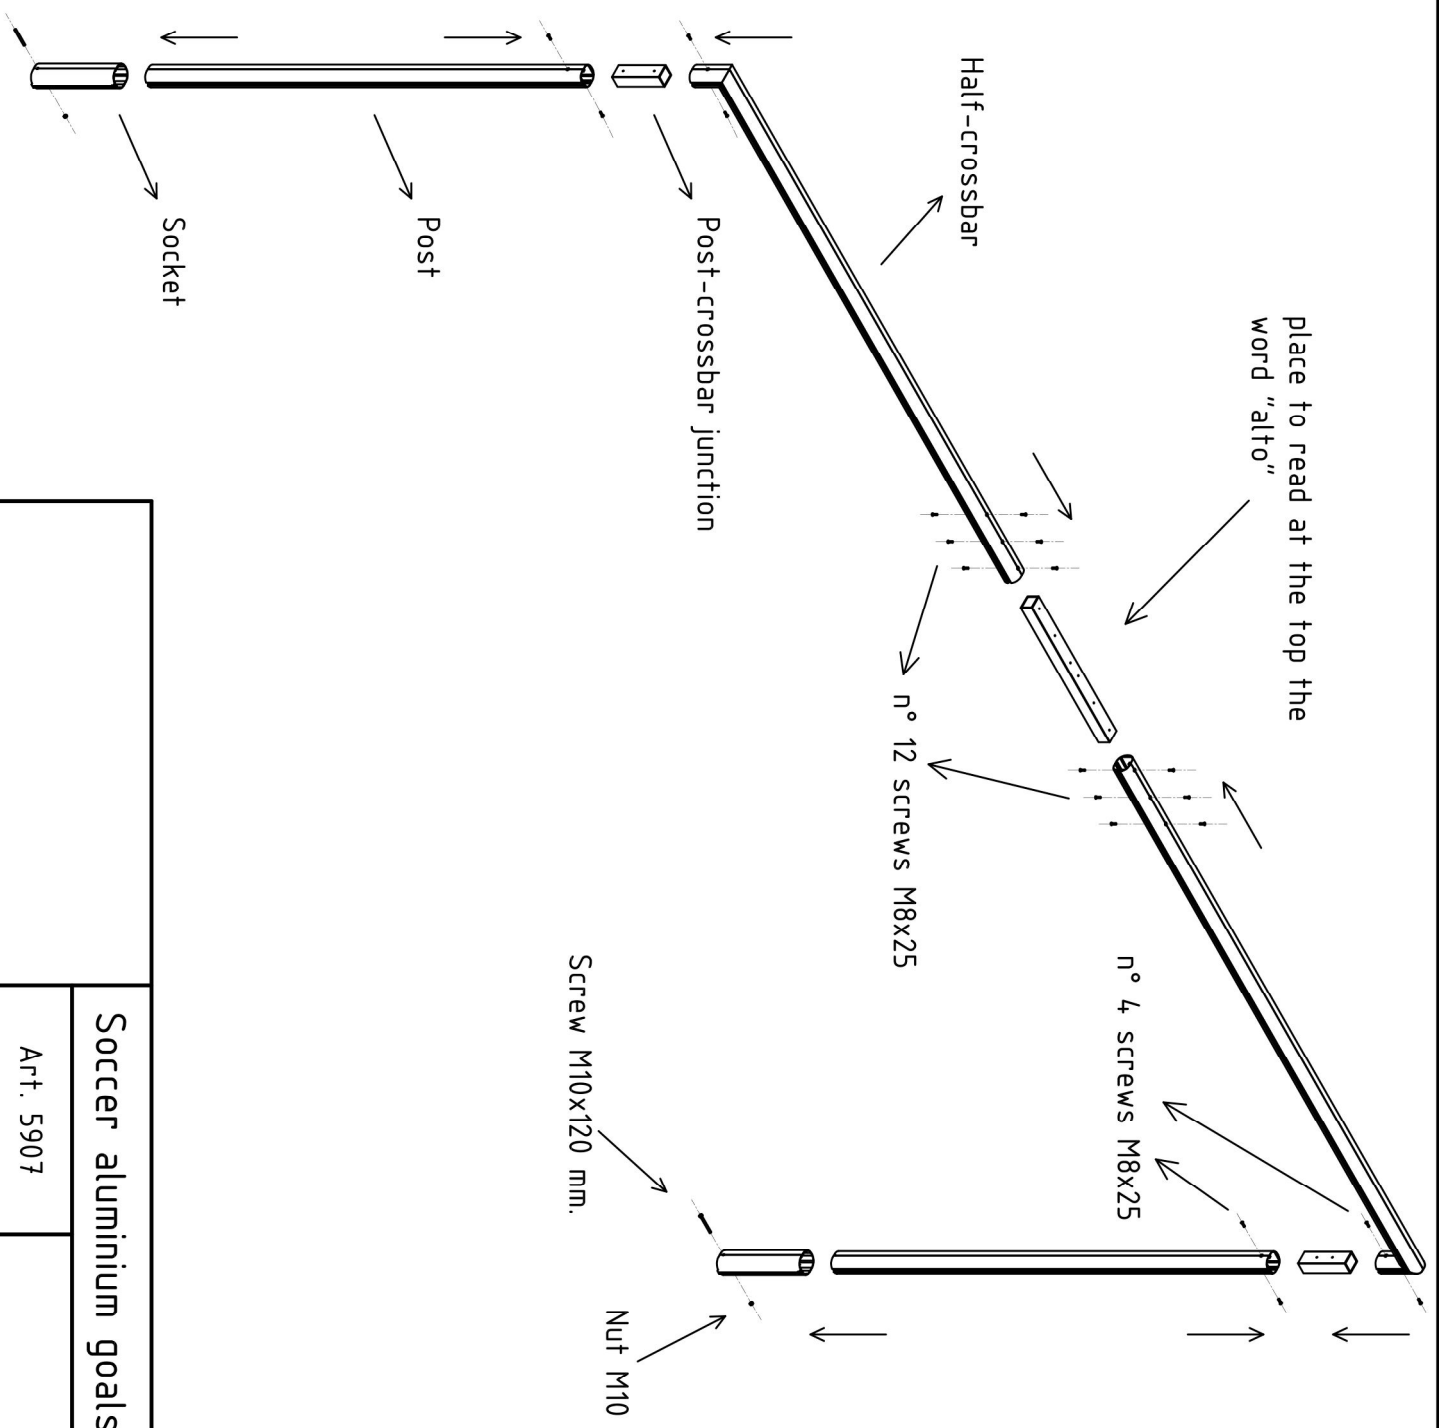 place to read at the top the
word "alto"
Half-crossbar
n° 4 screws M8x25
n° 12 screws M8x25
Post-crossbar junction
Post
Socket
Screw M10x120 mm.
Nut M10
Soccer aluminium goals
Art. 5907